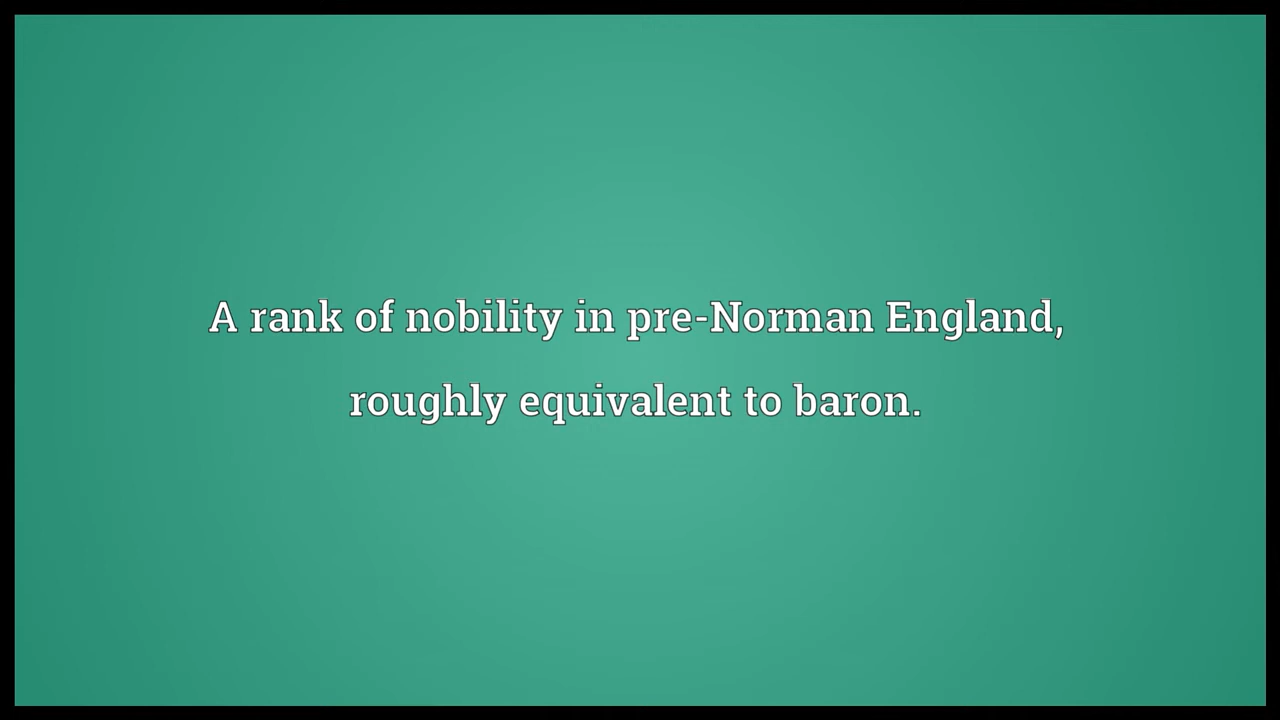 A rank of nobility in pre-Norman England,
roughly equivalent to baron.